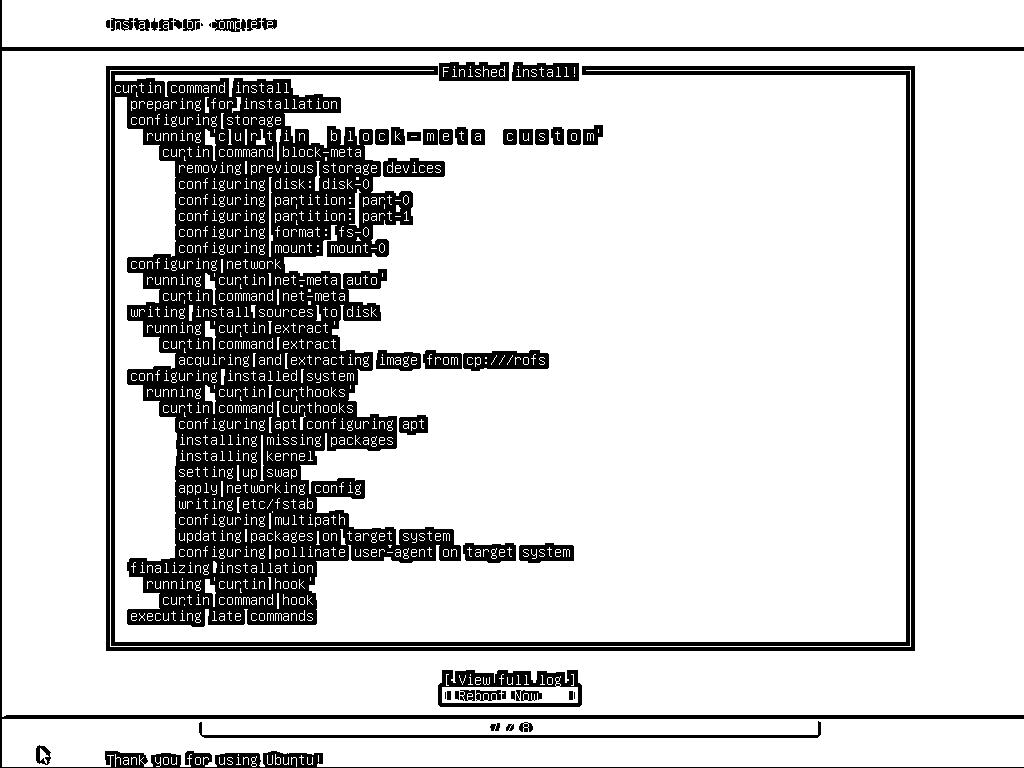 Installation complete!
Finished install!
curtin command install
preparing for installation
configuring storage
running 'curtin block-meta custom'
curtin command block-meta
removing previous storage devices
configuring disk: disk-0
configuring partition: part-0
configuring partition: part-1
configuring format: fs-0
configuring mount: mount-0
configuring network
running 'curtin net-meta auto'
curtin command net-meta
writing install sources to disk
running 'curtin extract'
curtin command extract
acquiring and extracting image from cp:///rofs
configuring installed system
running 'curtin curthooks'
curtin command curthooks
configuring apt configuring apt
installing missing packages
installing kernel
setting up swap
apply networking config
writing etc/fstab
configuring multipath
updating packages on target system
configuring pollinate user-agent on target system
finalizing installation
running 'curtin hook'
curtin command hook
executing late commands
[ View full log ]
[ Reboot Now ]
Thank you for using Ubuntu!